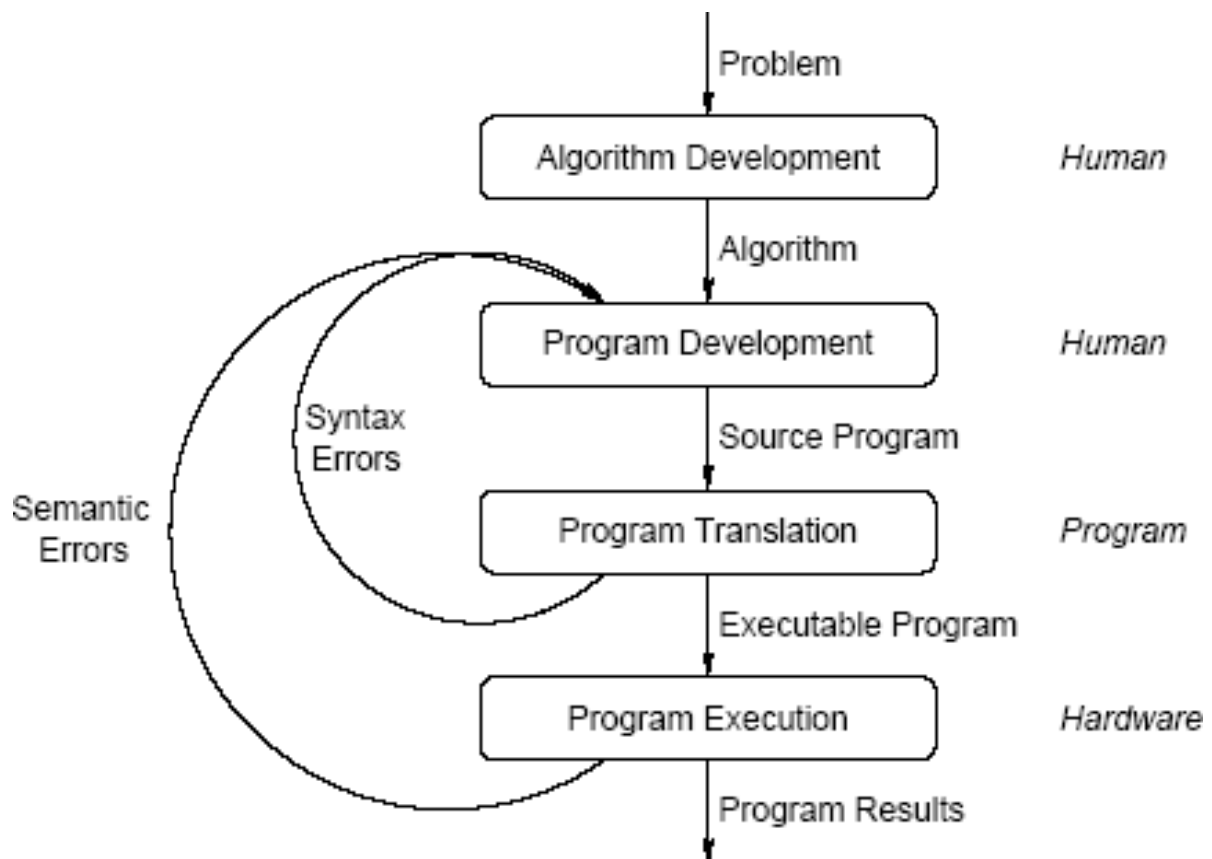 Problem
Algorithm Development
Human
Algorithm
Program Development
Human
Syntax
Errors
Source Program
Semantic
Errors
Program Translation
Program
Executable Program
Program Execution
Hardware
Program Results